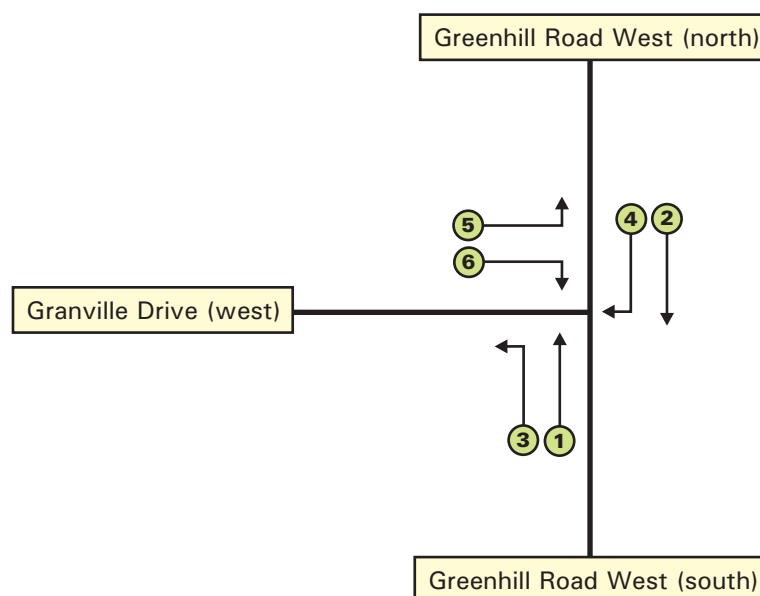 Greenhill Road West (north)
4 2
5
6
Granville Drive (west)
3 1
Greenhill Road West (south)